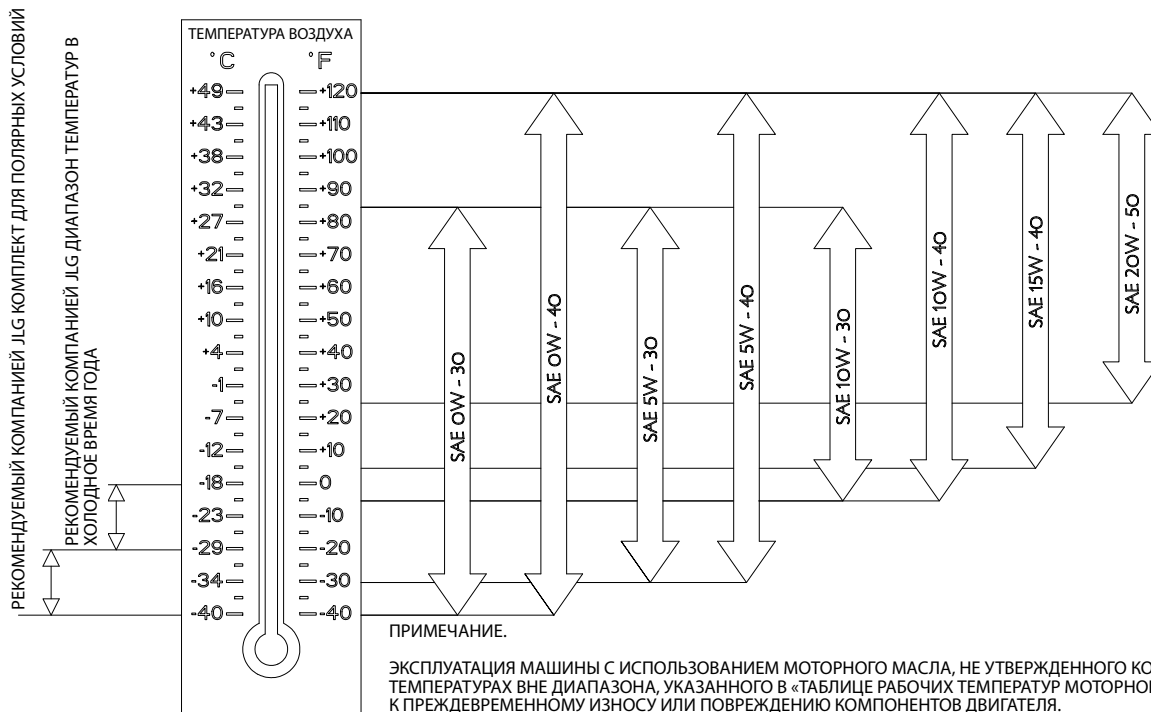 РЕКОМЕНДУЕМЫЙ КОМПАНИЕЙ JLG КОМПЛЕКТ ДЛЯ ПОЛЯРНЫХ УСЛОВИЙ
РЕКОМЕНДУЕМЫЙ КОМПАНИЕЙ JLG ДИАПАЗОН ТЕМПЕРАТУР В
ХОЛОДНОЕ ВРЕМЯ ГОДА
ТЕМПЕРАТУРА ВОЗДУХА
°C °F
+49 +120
+43 +110
+38 +100
+32 +90
+27 +80
+21 +70
+16 +60
+10 +50
+4 +40
-1 +30
-7 +20
-12 +10
-18 0
-23 -10
-29 -20
-34 -30
-40 -40
SAE 0W - 30
SAE 0W - 40
SAE 5W - 30
SAE 5W - 40
SAE 10W - 30
SAE 10W - 40
SAE 15W - 40
SAE 20W - 50
ПРИМЕЧАНИЕ.
ЭКСПЛУАТАЦИЯ МАШИНЫ С ИСПОЛЬЗОВАНИЕМ МОТОРНОГО МАСЛА, НЕ УТВЕРЖДЕННОГО
ТЕМПЕРАТУРАХ ВНЕ ДИАПАЗОНА, УКАЗАННОГО В «ТАБЛИЦЕ РАБОЧИХ ТЕМПЕРАТУР
К ПРЕЖДЕВРЕМЕННОМУ ИЗНОСУ ИЛИ ПОВРЕЖДЕНИЮ КОМПОНЕНТОВ ДВИГАТЕЛЯ.